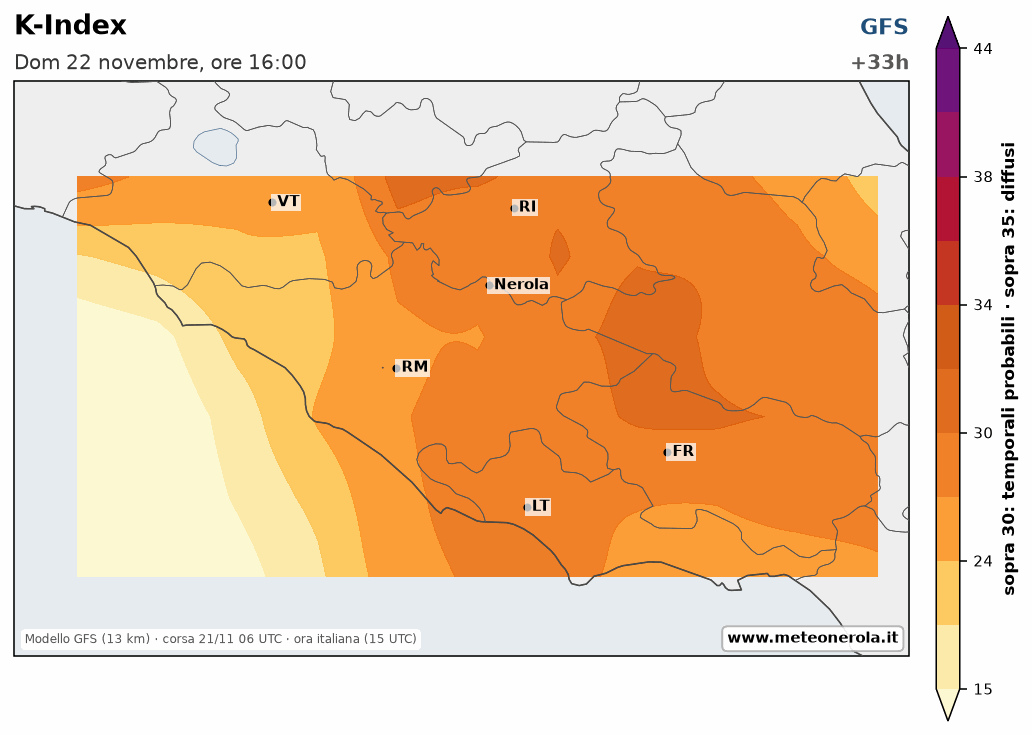 K-Index
GFS
Dom 22 novembre, ore 16:00
+33h
44
38
34
30
24
15
sopra 30: temporali probabili · sopra 35: diffusi
VT
RI
Nerola
RM
FR
LT
Modello GFS (13 km) · corsa 21/11 06 UTC · ora italiana (15 UTC)
www.meteonerola.it